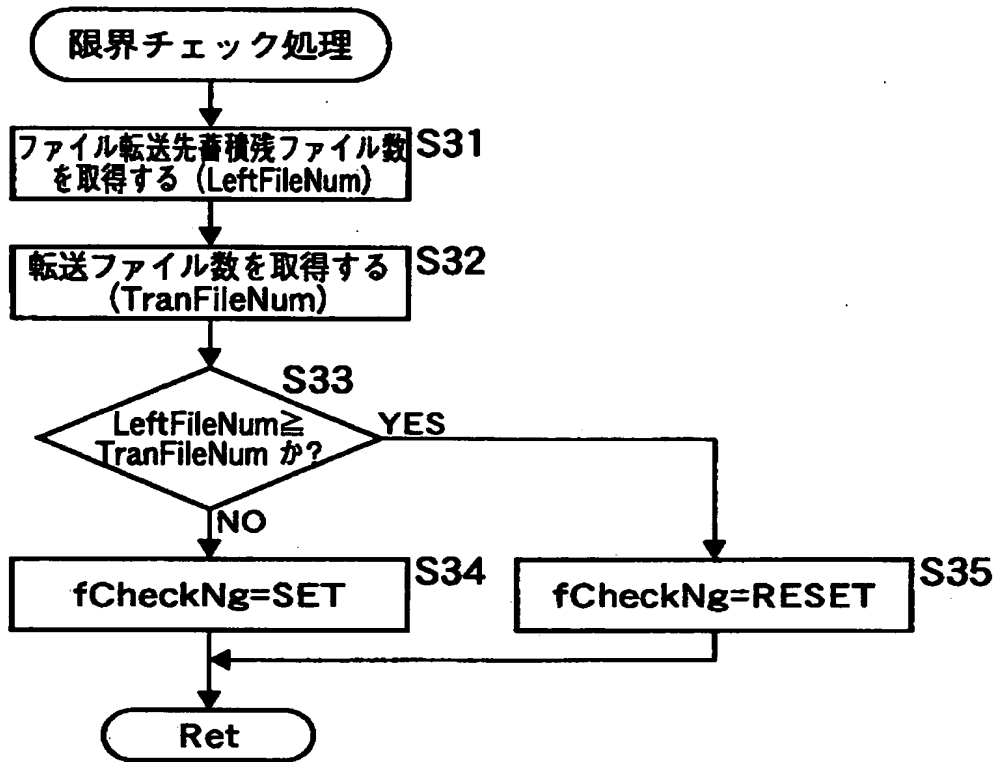 限界チェック処理
ファイル転送先蓄積残ファイル数
を取得する (LeftFileNum)
S31
転送ファイル数を取得する
(TranFileNum)
S32
S33
LeftFileNum≧
TranFileNum か?
YES
NO
fCheckNg=SET
S34
fCheckNg=RESET
S35
Ret